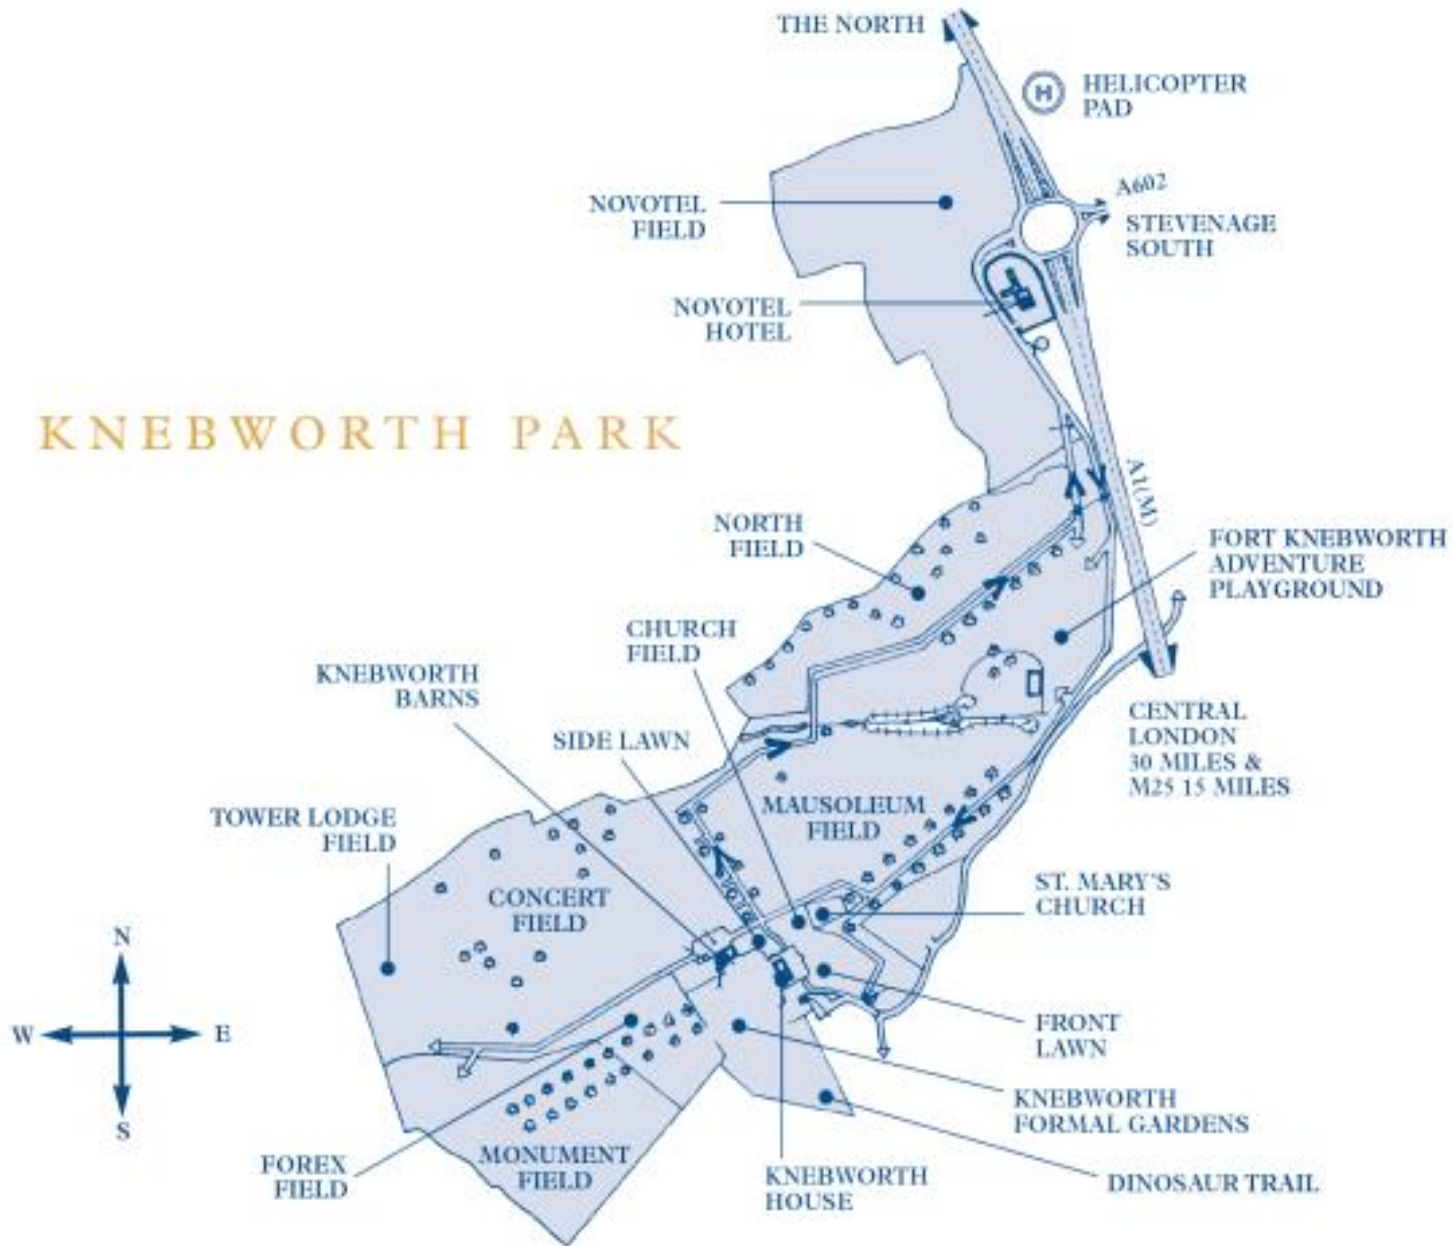 THE NORTH
H
HELICOPTER
PAD
A602
STEVENAGE
SOUTH
NOVOTEL
FIELD
NOVOTEL
HOTEL
KNEBWORTH PARK
A1(M)
NORTH
FIELD
FORT KNEBWORTH
ADVENTURE
PLAYGROUND
CHURCH
FIELD
KNEBWORTH
BARNS
SIDE LAWN
CENTRAL
LONDON
30 MILES &
M25 15 MILES
TOWER LODGE
FIELD
MAUSOLEUM
FIELD
CONCERT
FIELD
ST. MARY'S
CHURCH
N
W
E
S
FRONT
LAWN
KNEBWORTH
FORMAL GARDENS
FOREX
FIELD
MONUMENT
FIELD
KNEBWORTH
HOUSE
DINOSAUR TRAIL